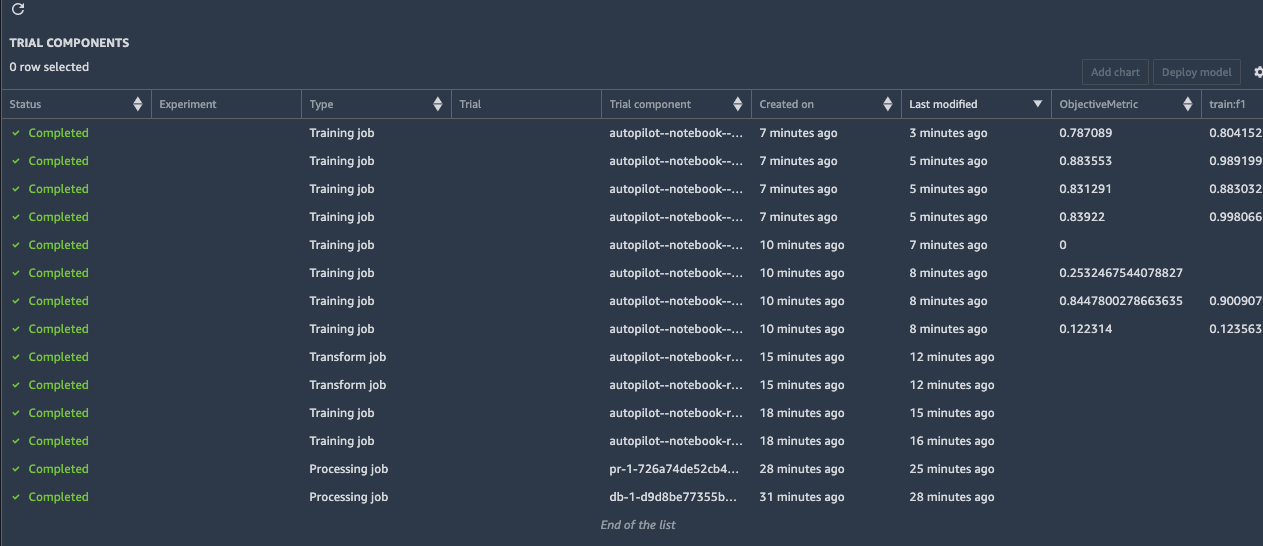 TRIAL COMPONENTS
0 row selected
Add chart Deploy model
Status Experiment Type Trial Trial component Created on Last modified ObjectiveMetric train:f1
Completed Training job autopilot--notebook--... 7 minutes ago 3 minutes ago 0.787089 0.804152
Completed Training job autopilot--notebook--... 7 minutes ago 5 minutes ago 0.883553 0.989199
Completed Training job autopilot--notebook--... 7 minutes ago 5 minutes ago 0.831291 0.883032
Completed Training job autopilot--notebook--... 7 minutes ago 5 minutes ago 0.83922 0.998066
Completed Training job autopilot--notebook--... 10 minutes ago 7 minutes ago 0
Completed Training job autopilot--notebook--... 10 minutes ago 8 minutes ago 0.2532467544078827
Completed Training job autopilot--notebook--... 10 minutes ago 8 minutes ago 0.8447800278663635 0.900907
Completed Training job autopilot--notebook--... 10 minutes ago 8 minutes ago 0.122314 0.123563
Completed Transform job autopilot--notebook-r... 15 minutes ago 12 minutes ago
Completed Transform job autopilot--notebook-r... 15 minutes ago 12 minutes ago
Completed Training job autopilot--notebook-r... 18 minutes ago 15 minutes ago
Completed Training job autopilot--notebook-r... 18 minutes ago 16 minutes ago
Completed Processing job pr-1-726a74de52cb4... 28 minutes ago 25 minutes ago
Completed Processing job db-1-d9d8be77355b... 31 minutes ago 28 minutes ago
End of the list